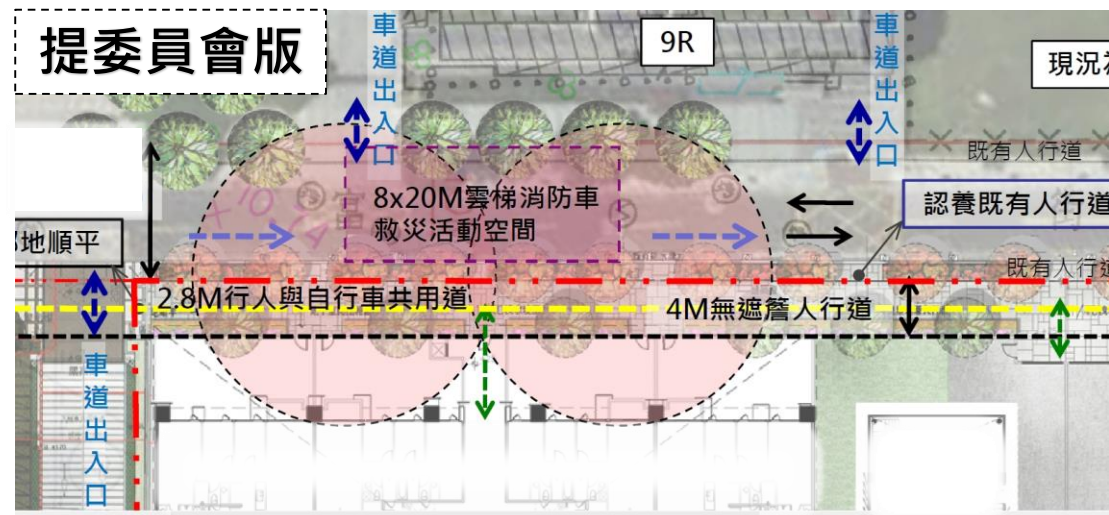 提委員會版
車道出入口
9R
車道出入口
現況
既有人行道
8x20M雲梯消防車
救災活動空間
認養既有人行道
地順平
既有人行
2.8M行人與自行車共用道
4M無遮簷人行道
車道出入口